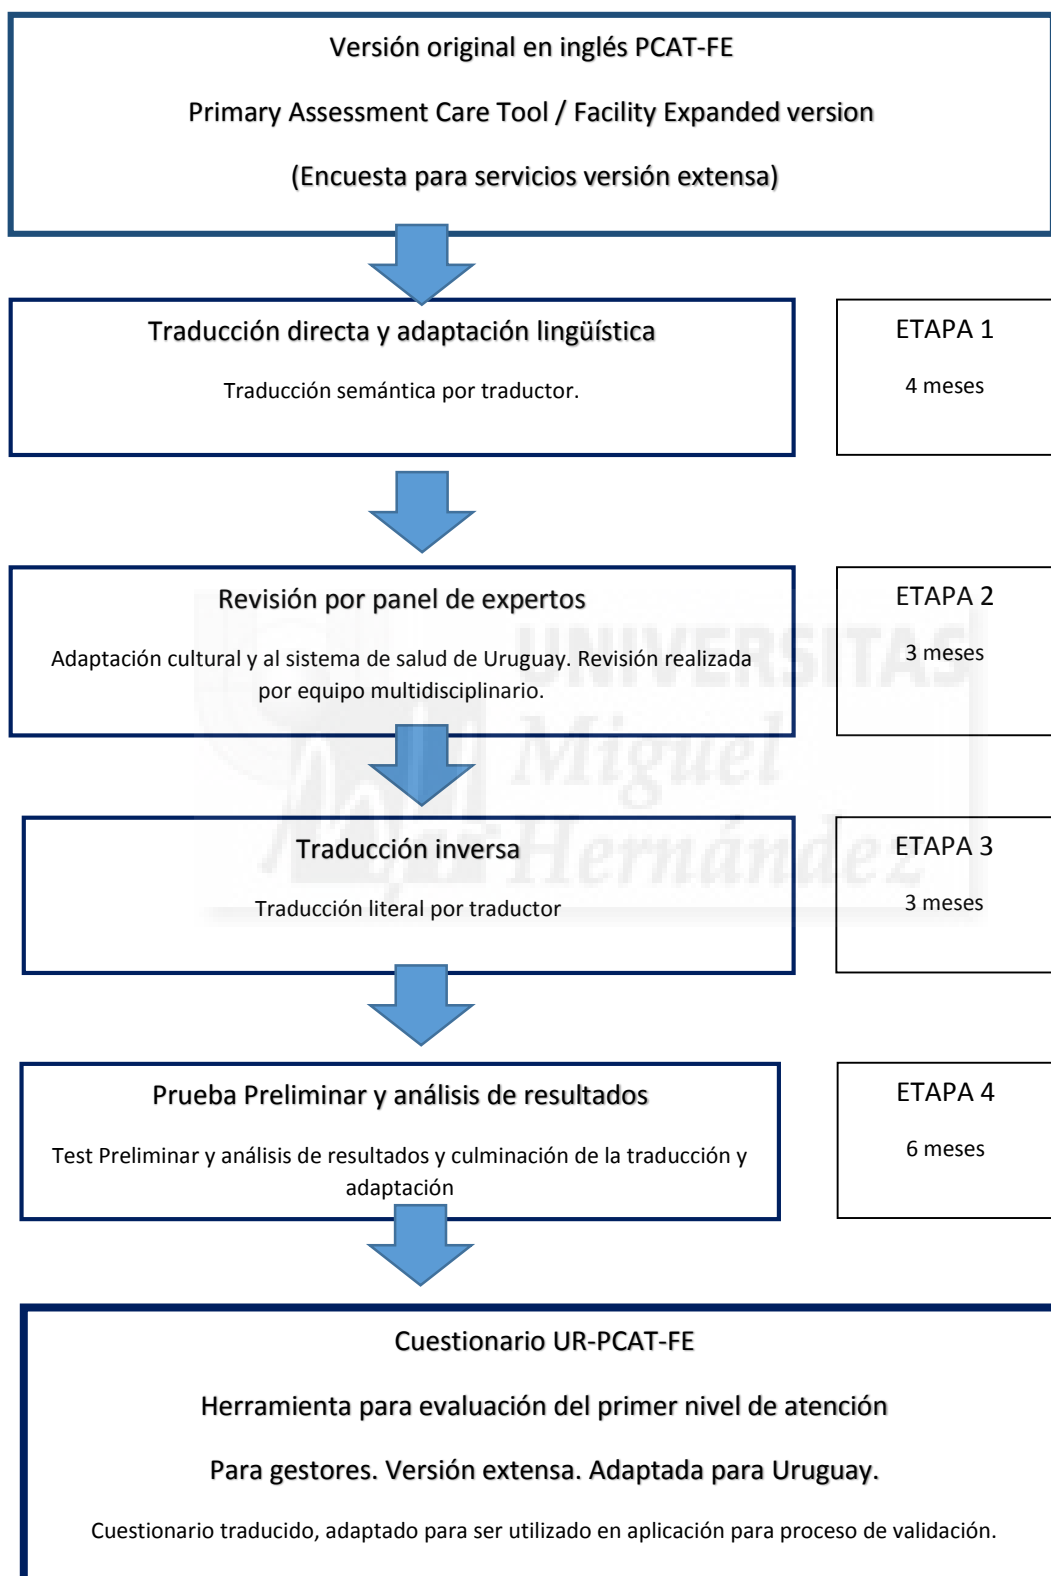 Versión original en inglés PCAT-FE
Primary Assessment Care Tool / Facility Expanded version
(Encuesta para servicios versión extensa)
Traducción directa y adaptación lingüística
Traducción semántica por traductor.
ETAPA 1
4 meses
Revisión por panel de expertos
Adaptación cultural y al sistema de salud de Uruguay. Revisión realizada
por equipo multidisciplinario.
ETAPA 2
3 meses
UNIVERSITAS
Miguel
Hernández
Traducción inversa
Traducción literal por traductor
ETAPA 3
3 meses
Prueba Preliminar y análisis de resultados
Test Preliminar y análisis de resultados y culminación de la traducción y
adaptación
ETAPA 4
6 meses
Cuestionario UR-PCAT-FE
Herramienta para evaluación del primer nivel de atención
Para gestores. Versión extensa. Adaptada para Uruguay.
Cuestionario traducido, adaptado para ser utilizado en aplicación para proceso de validación.